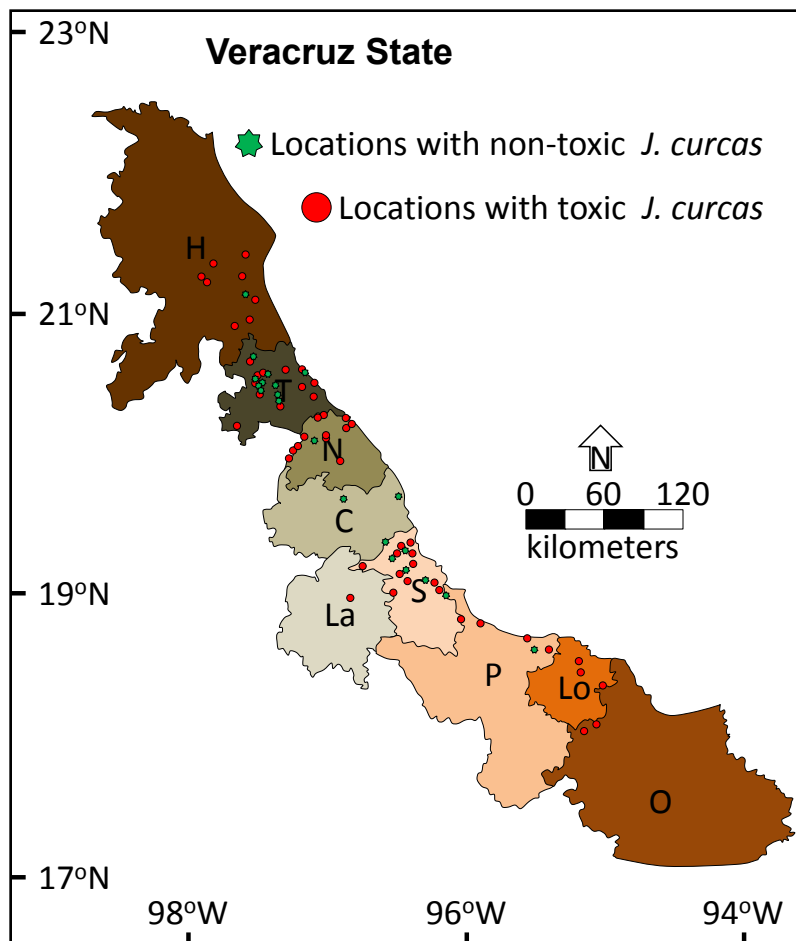 23°N
Veracruz State
Locations with non-toxic J. curcas
Locations with toxic J. curcas
H
21°N
T
N
N
0 60 120
C
kilometers
19°N
S
La
P
Lo
O
17°N
98°W 96°W 94°W